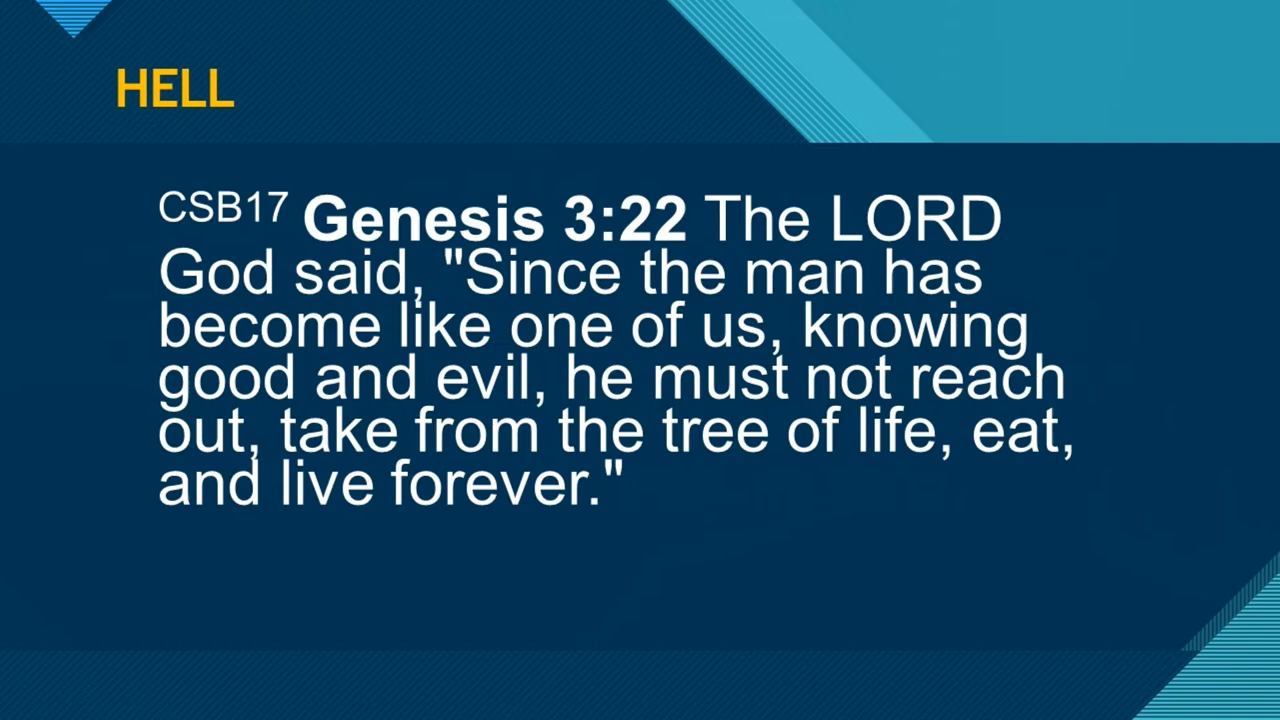 HELL
CSB17 Genesis 3:22 The LORD
God said, "Since the man has
become like one of us, knowing
good and evil, he must not reach
out, take from the tree of life, eat,
and live forever."